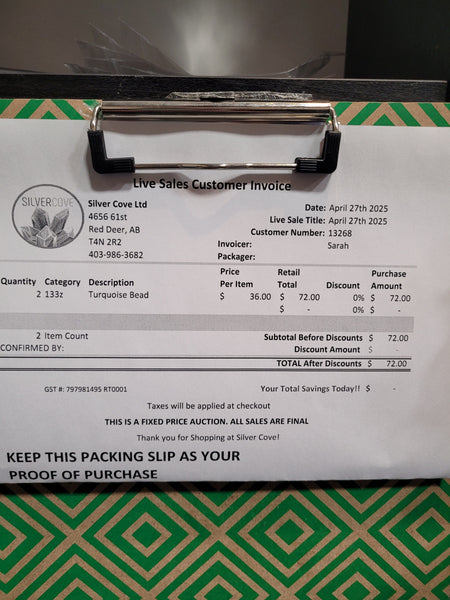 Live Sales Customer Invoice
SILVERCOVE
Silver Cove Ltd
4656 61st
Red Deer, AB
T4N 2R2
403-986-3682
Date: April 27th 2025
Live Sale Title: April 27th 2025
Customer Number: 13268
Invoicer: Sarah
Packager:
Quantity Category Description Price Per Item Retail Total Discount Purchase Amount
2 133z Turquoise Bead $ 36.00 $ 72.00 0% $ 72.00
$ - 0% $ -
2 Item Count
Subtotal Before Discounts $ 72.00
CONFIRMED BY:
Discount Amount $ -
TOTAL After Discounts $ 72.00
GST #: 797981495 RT0001
Your Total Savings Today!! $ -
Taxes will be applied at checkout
THIS IS A FIXED PRICE AUCTION. ALL SALES ARE FINAL
Thank you for Shopping at Silver Cove!
KEEP THIS PACKING SLIP AS YOUR
PROOF OF PURCHASE